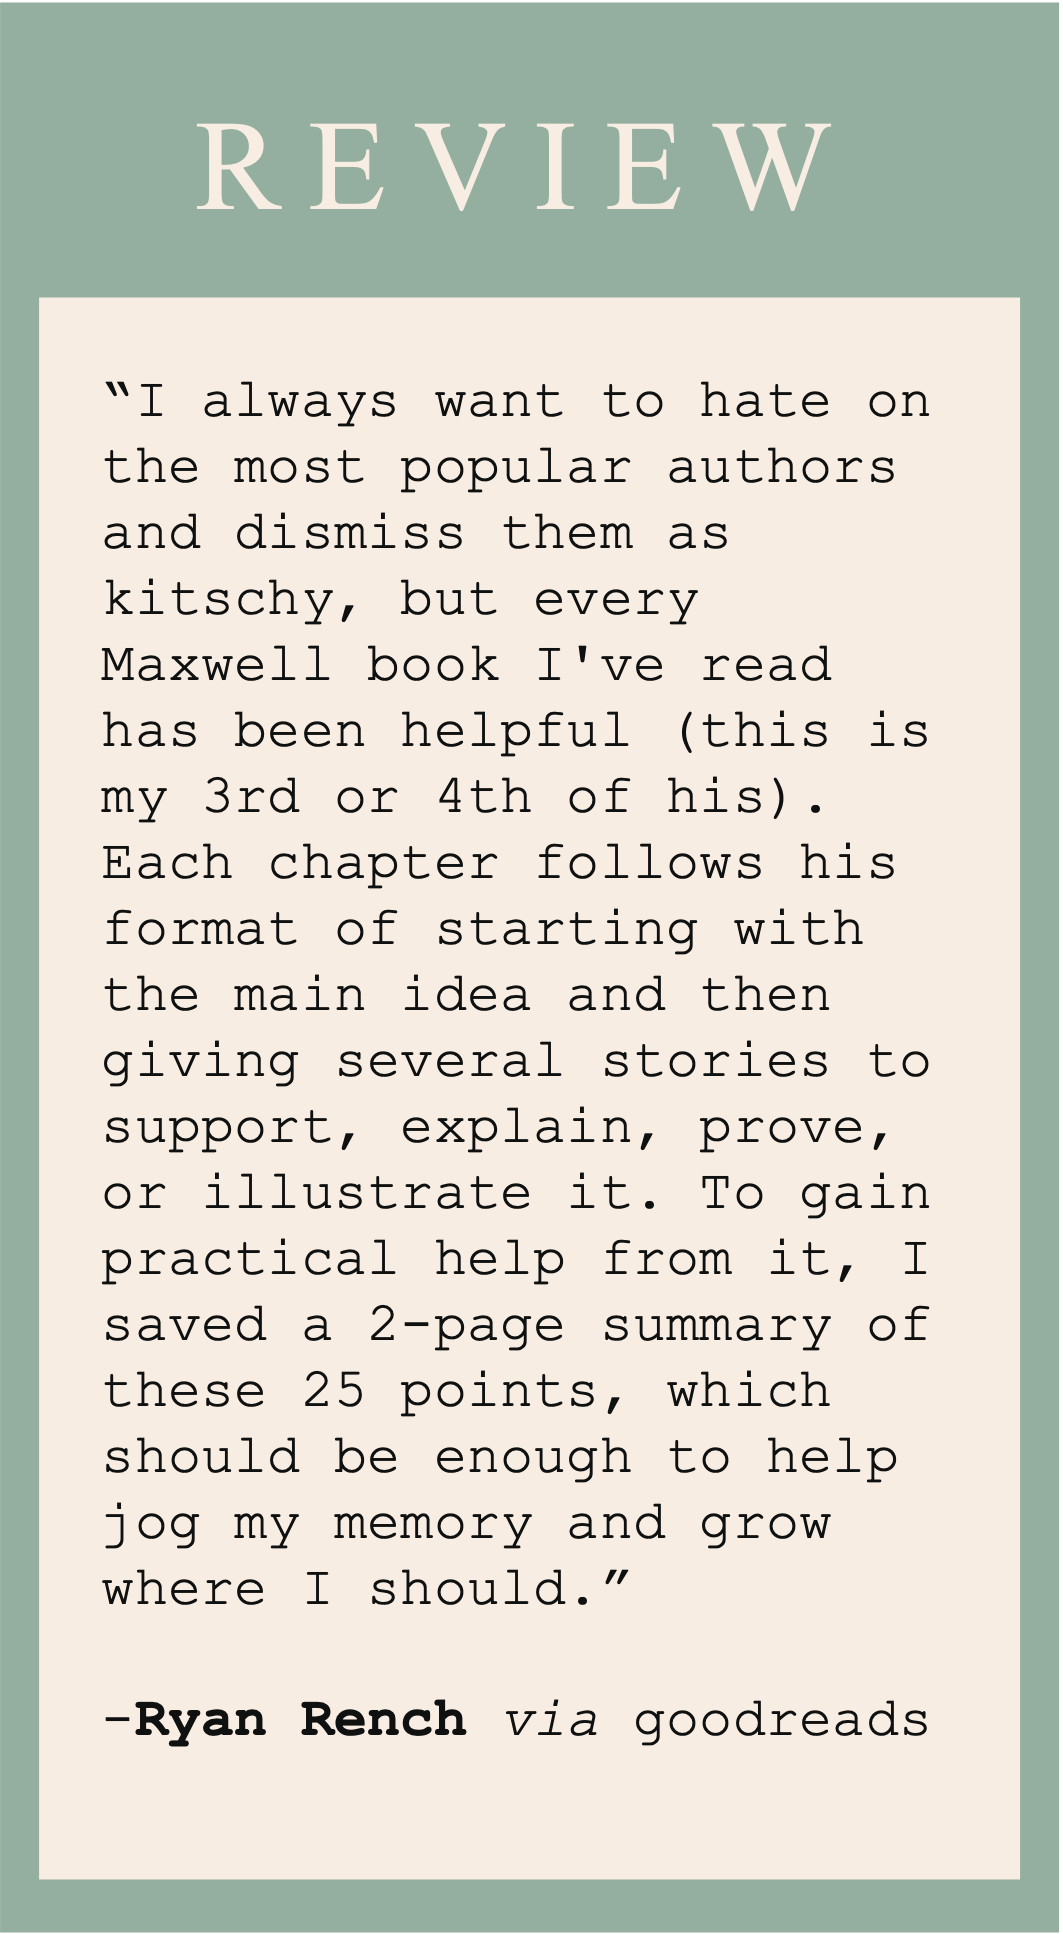 REVIEW
“I always want to hate on
the most popular authors
and dismiss them as
kitschy, but every
Maxwell book I've read
has been helpful (this is
my 3rd or 4th of his).
Each chapter follows his
format of starting with
the main idea and then
giving several stories to
support, explain, prove,
or illustrate it. To gain
practical help from it, I
saved a 2-page summary of
these 25 points, which
should be enough to help
jog my memory and grow
where I should.”
-Ryan Rench via goodreads